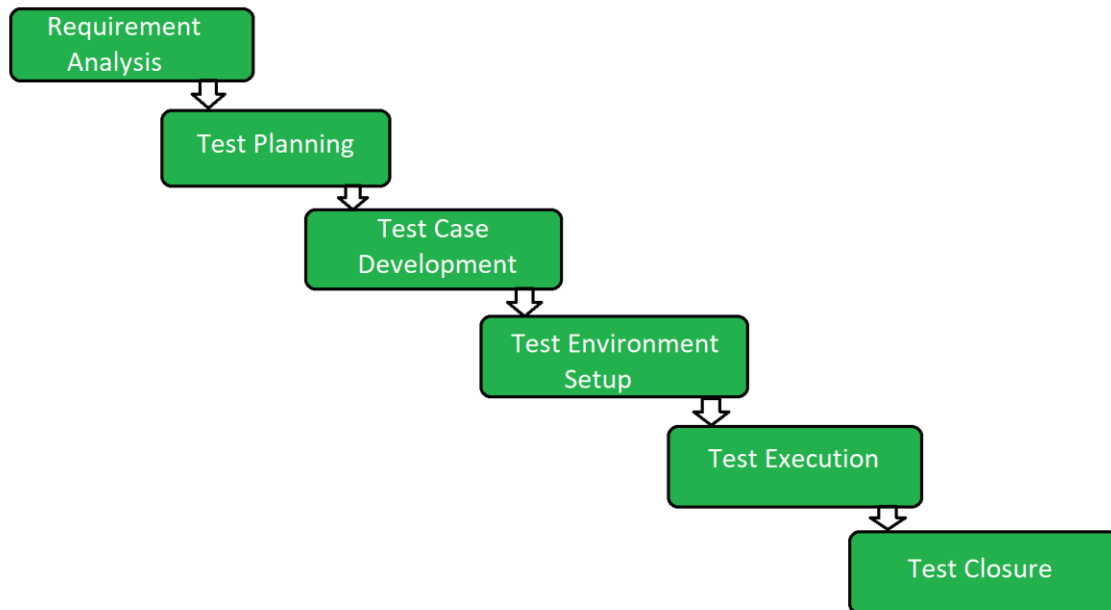 Requirement
Analysis
Test Planning
Test Case
Development
Test Environment
Setup
Test Execution
Test Closure